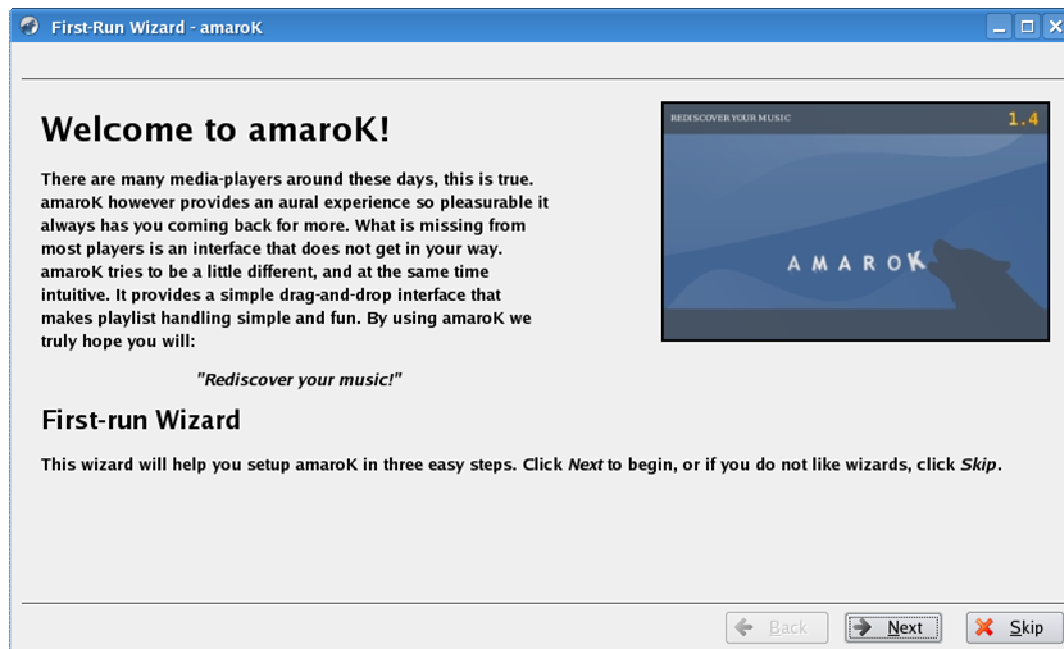 First-Run Wizard - amaroK
Welcome to amaroK!
REDISCOVER YOUR MUSIC
1.4
AMAROK
There are many media-players around these days, this is true.
amaroK however provides an aural experience so pleasurable it
always has you coming back for more. What is missing from
most players is an interface that does not get in your way.
amaroK tries to be a little different, and at the same time
intuitive. It provides a simple drag-and-drop interface that
makes playlist handling simple and fun. By using amaroK we
truly hope you will:
"Rediscover your music!"
First-run Wizard
This wizard will help you setup amaroK in three easy steps. Click Next to begin, or if you do not like wizards, click Skip.
Back
Next
Skip